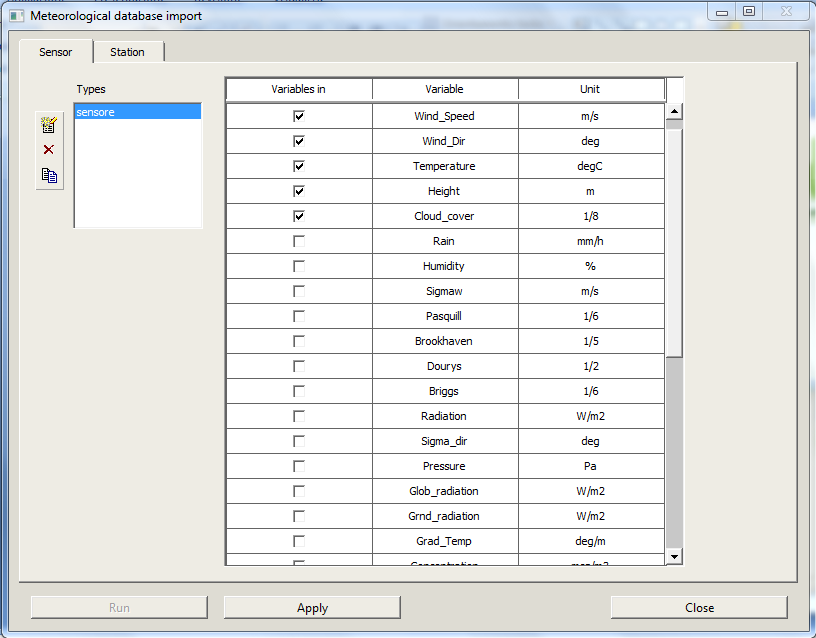 Meteorological database import
Sensor Station
Types
sensore
Variables in Variable Unit
Wind_Speed m/s
Wind_Dir deg
Temperature degC
Height m
Cloud_cover 1/8
Rain mm/h
Humidity %
Sigmaw m/s
Pasquill 1/6
Brookhaven 1/5
Dourys 1/2
Briggs 1/6
Radiation W/m2
Sigma_dir deg
Pressure Pa
Glob_radiation W/m2
Grnd_radiation W/m2
Grad_Temp deg/m
Concentration
Run Apply Close